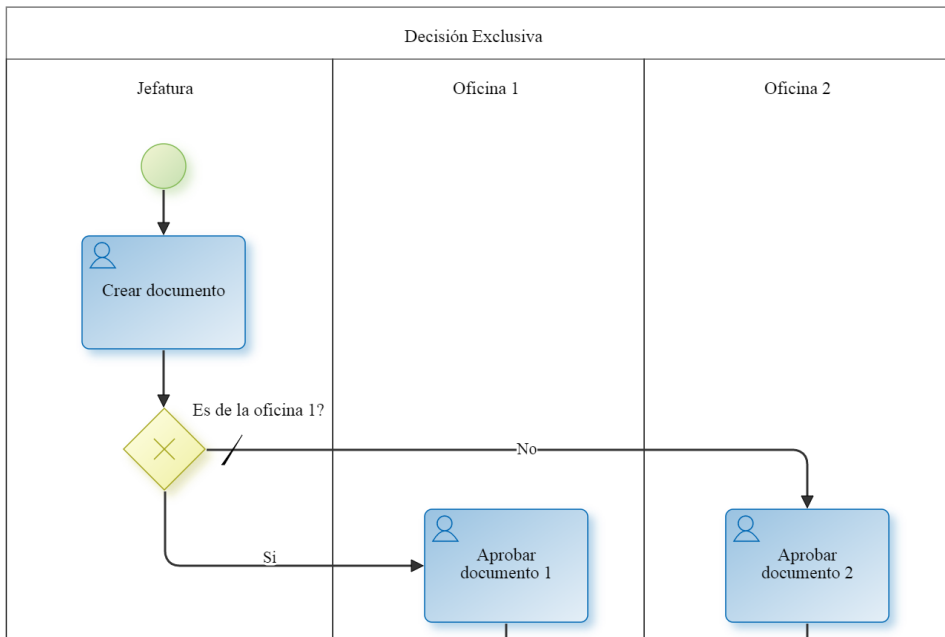 Decisión Exclusiva
Jefatura
Oficina 1
Oficina 2
Crear documento
Es de la oficina 1?
No
Si
Aprobar
documento 1
Aprobar
documento 2